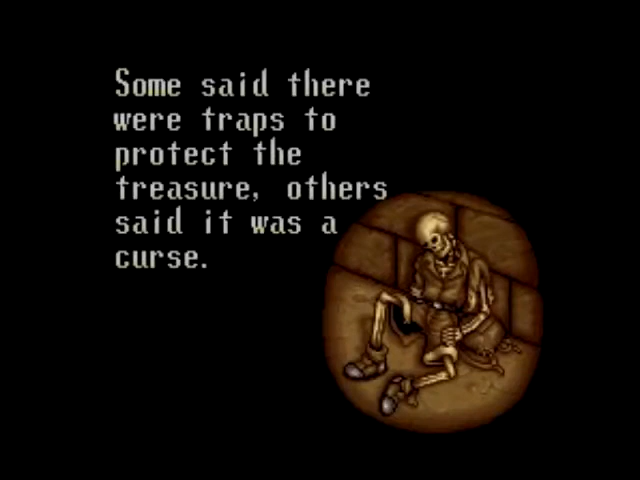 Some said there
were traps to
protect the
treasure, others
said it was a
curse.